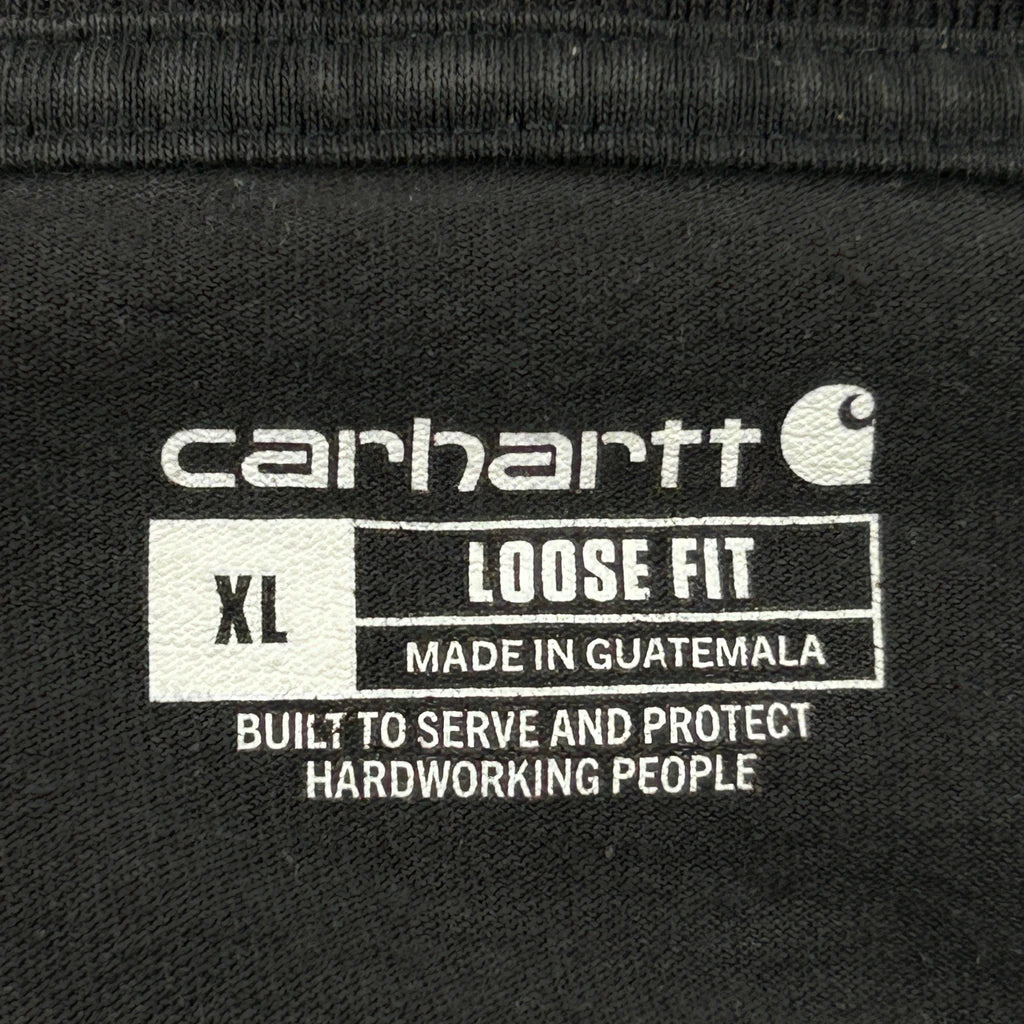 carhartt
XL
LOOSE FIT
MADE IN GUATEMALA
BUILT TO SERVE AND PROTECT
HARDWORKING PEOPLE